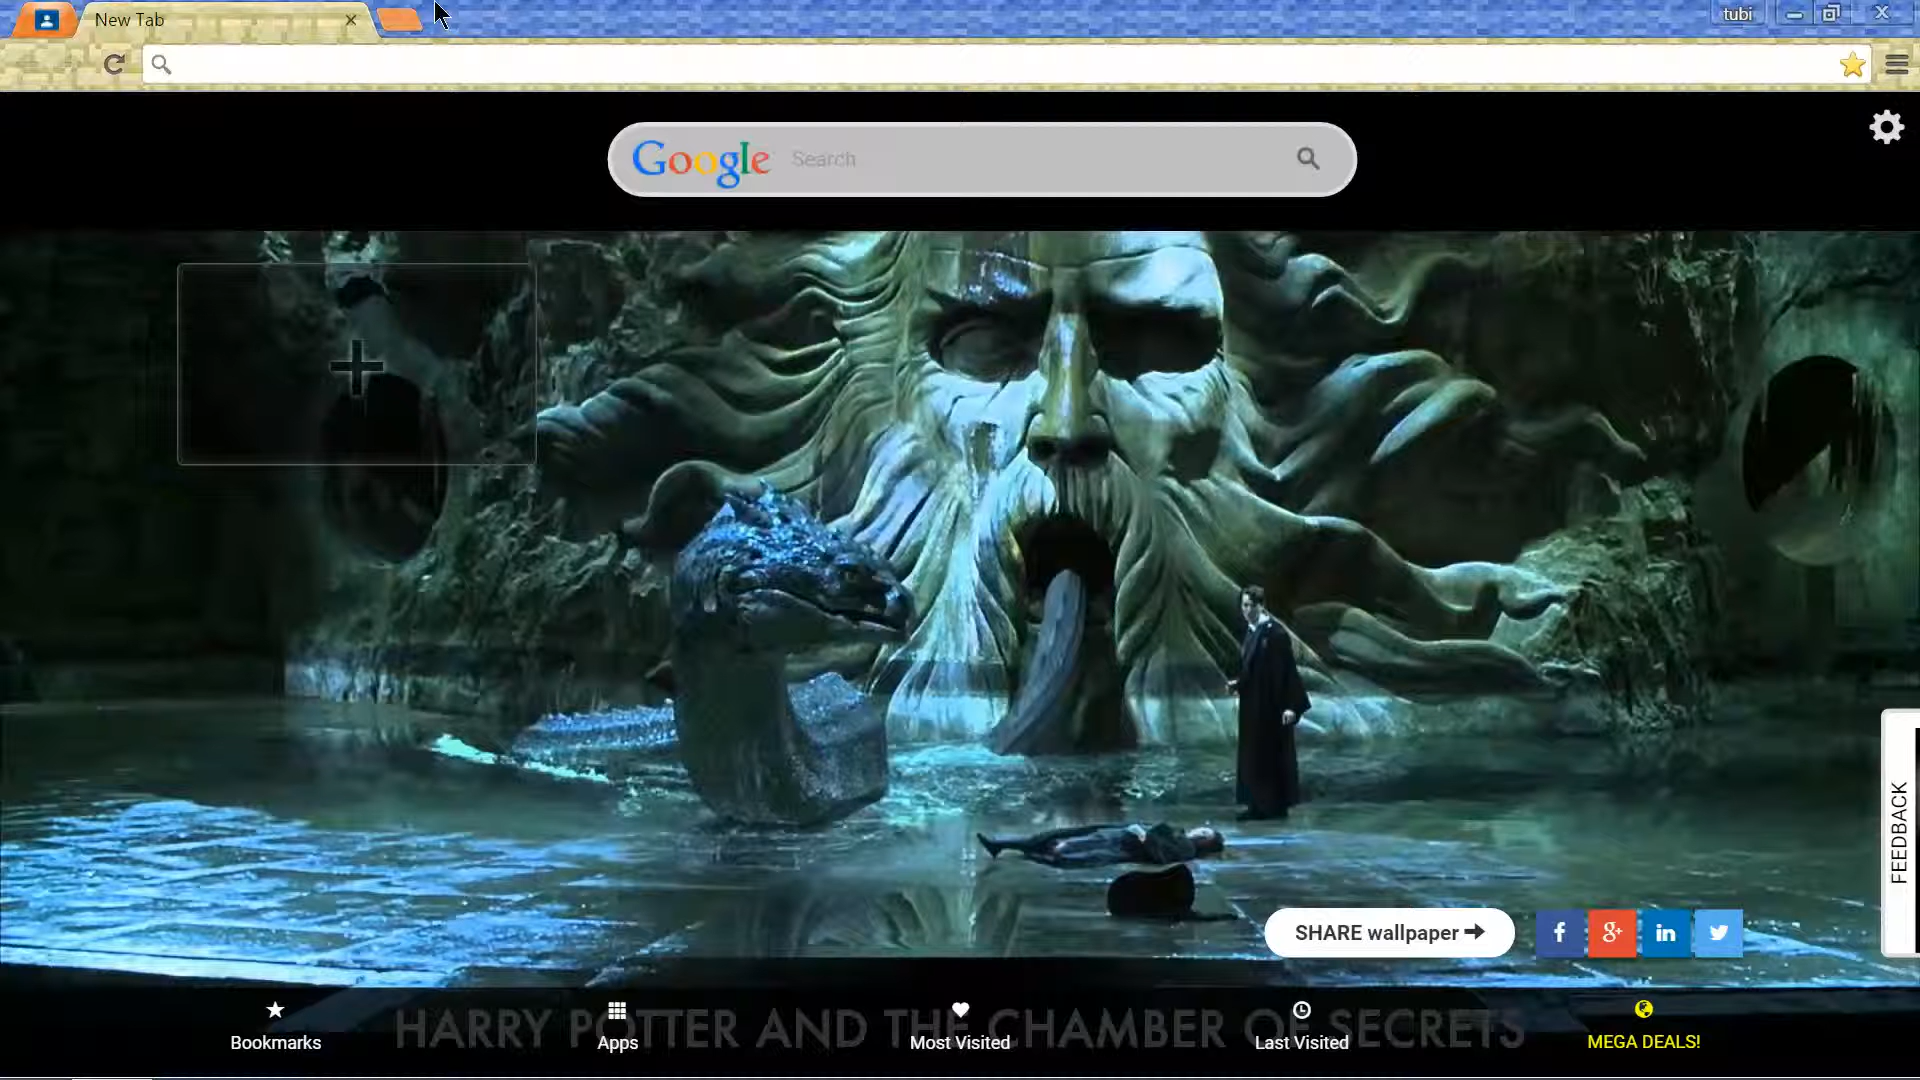 New Tab
tubi
Google Search
FEEDBACK
SHARE wallpaper
f g+ in
HARRY POTTER AND THE CHAMBER OF SECRETS
Bookmarks
Apps
Most Visited
Last Visited
MEGA DEALS!